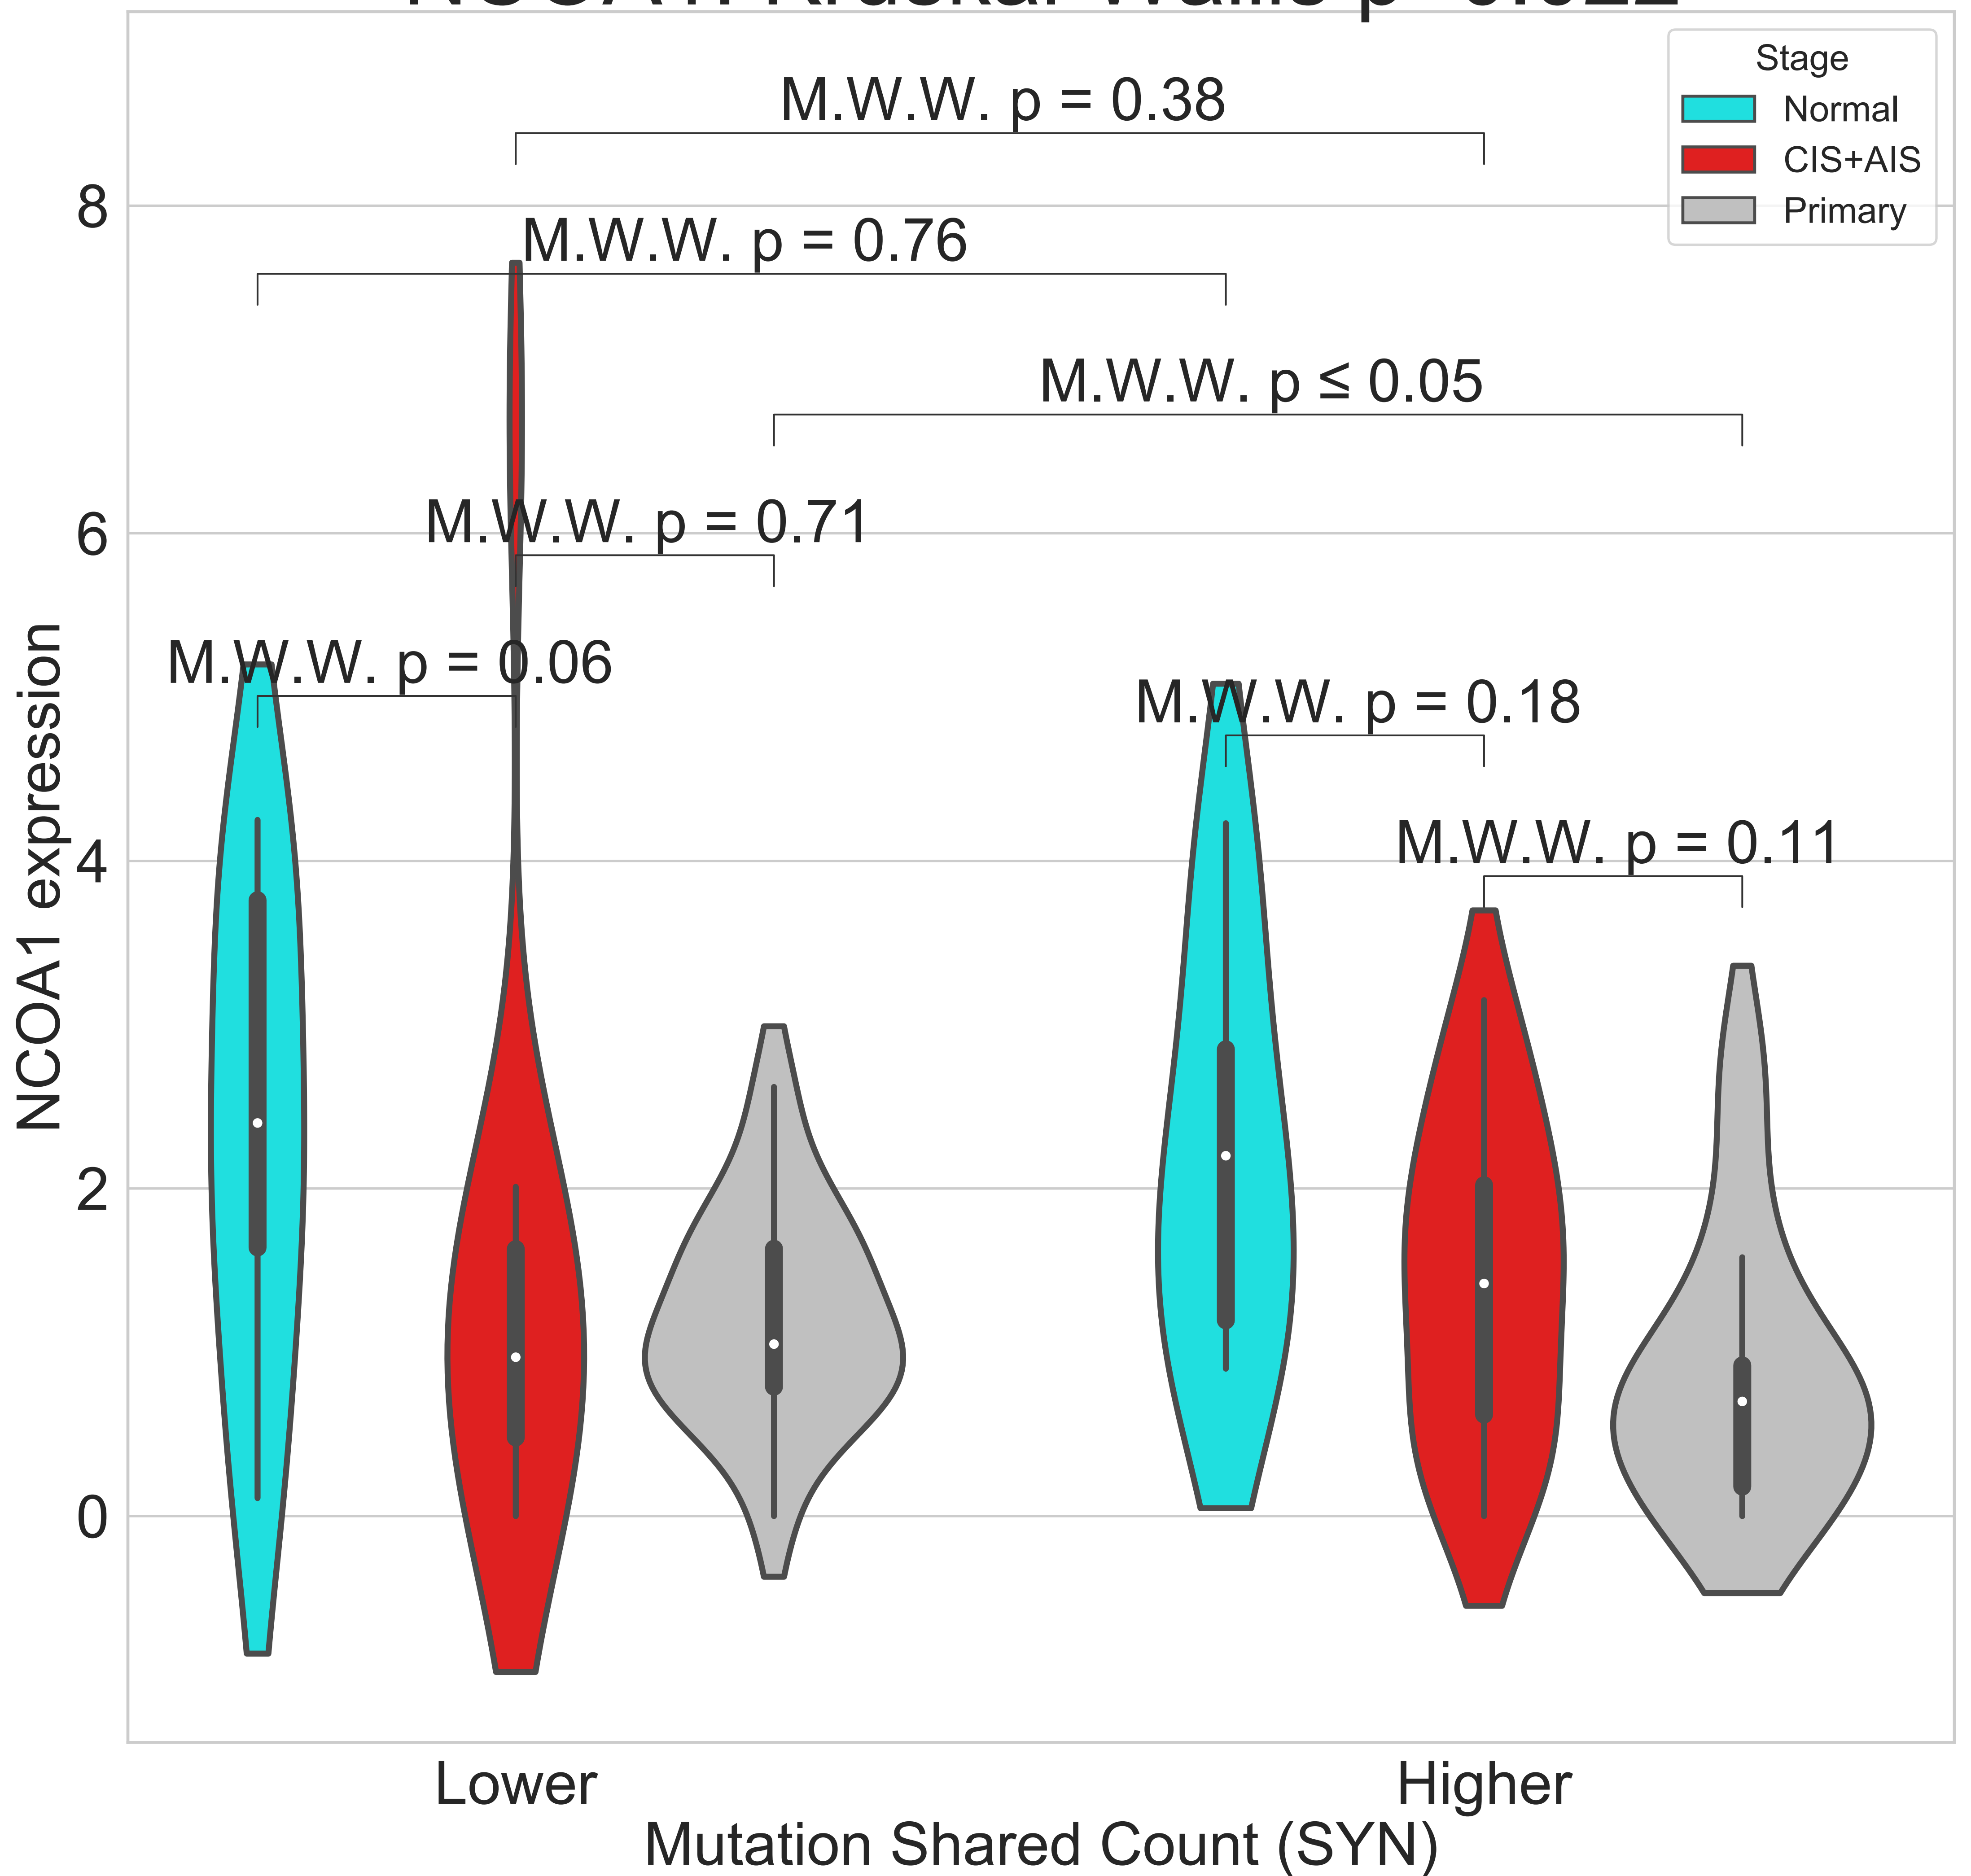 Stage
Normal
CIS+AIS
Primary
M.W.W. p = 0.38
M.W.W. p = 0.76
M.W.W. p ≤ 0.05
M.W.W. p = 0.71
M.W.W. p = 0.06
M.W.W. p = 0.18
M.W.W. p = 0.11
8
6
4
2
0
NCOA1 expression
Lower
Higher
Mutation Shared Count (SYN)